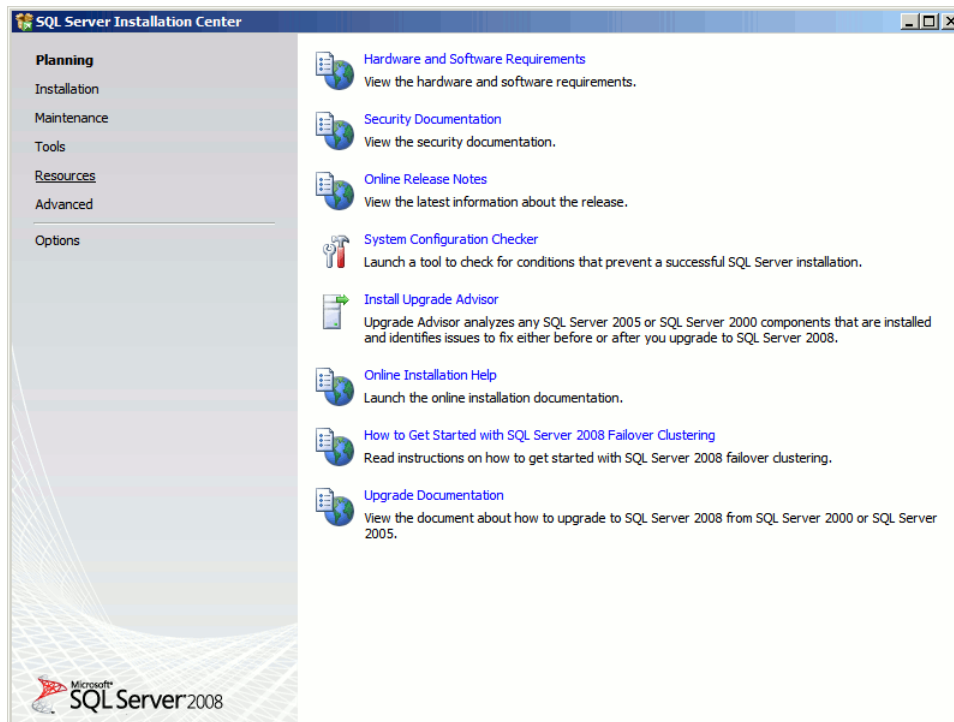 SQL Server Installation Center
Planning
Installation
Maintenance
Tools
Resources
Advanced
Options
Hardware and Software Requirements
View the hardware and software requirements.
Security Documentation
View the security documentation.
Online Release Notes
View the latest information about the release.
System Configuration Checker
Launch a tool to check for conditions that prevent a successful SQL Server installation.
Install Upgrade Advisor
Upgrade Advisor analyzes any SQL Server 2005 or SQL Server 2000 components that are installed
and identifies issues to fix either before or after you upgrade to SQL Server 2008.
Online Installation Help
Launch the online installation documentation.
How to Get Started with SQL Server 2008 Failover Clustering
Read instructions on how to get started with SQL Server 2008 failover clustering.
Upgrade Documentation
View the document about how to upgrade to SQL Server 2008 from SQL Server 2000 or SQL Server
2005.
Microsoft®
SQL Server 2008